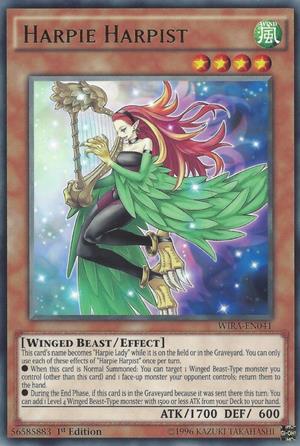 HARPIE HARPIST
WIND
風
WIRA-EN041
[WINGED BEAST/EFFECT]
This card's name becomes "Harpie Lady" while it is on the field or in the Graveyard. You can only
use each of these effects of "Harpie Harpist" once per turn.
● When this card is Normal Summoned: You can target 1 Winged Beast-Type monster
you control (other than this card) and 1 face-up monster your opponent controls; return them to
the hand.
● During the End Phase, if this card is in the Graveyard because it was sent there this turn: You can
add 1 Level 4 Winged Beast-Type monster with 1500 or less ATK from your Deck to your hand.
ATK/1700 DEF/ 600
56585883 1st Edition ©1996 KAZUKI TAKAHASHI